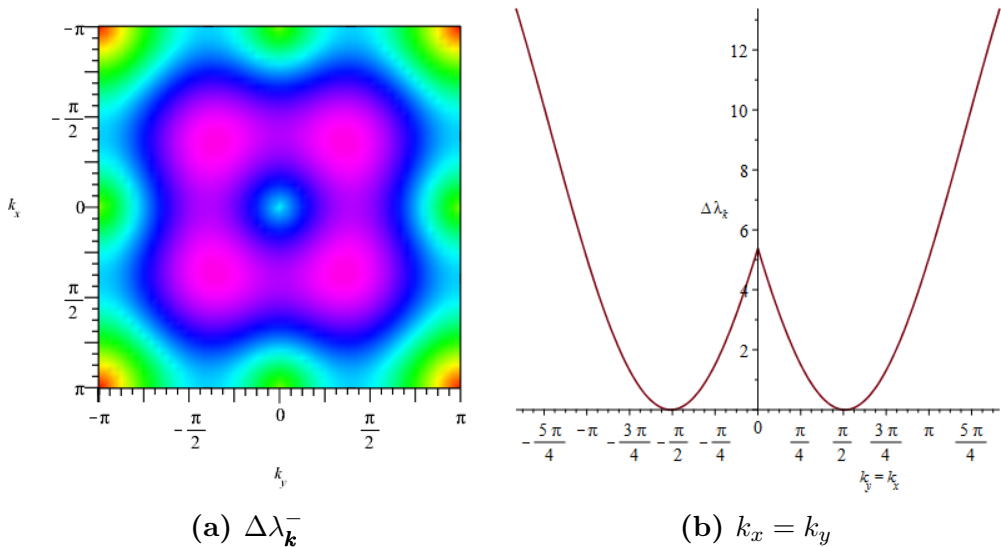 −π
−π/2
k_x 0
π/2
π
−π −π/2 0 π/2 π
k_y
12
10
8
Δλ_k
6
4
2
−5π/4 −π −3π/4 −π/2 −π/4 0 π/4 π/2 3π/4 π 5π/4
k_y = k_x
(a) Δλ_k^− (b) k_x = k_y